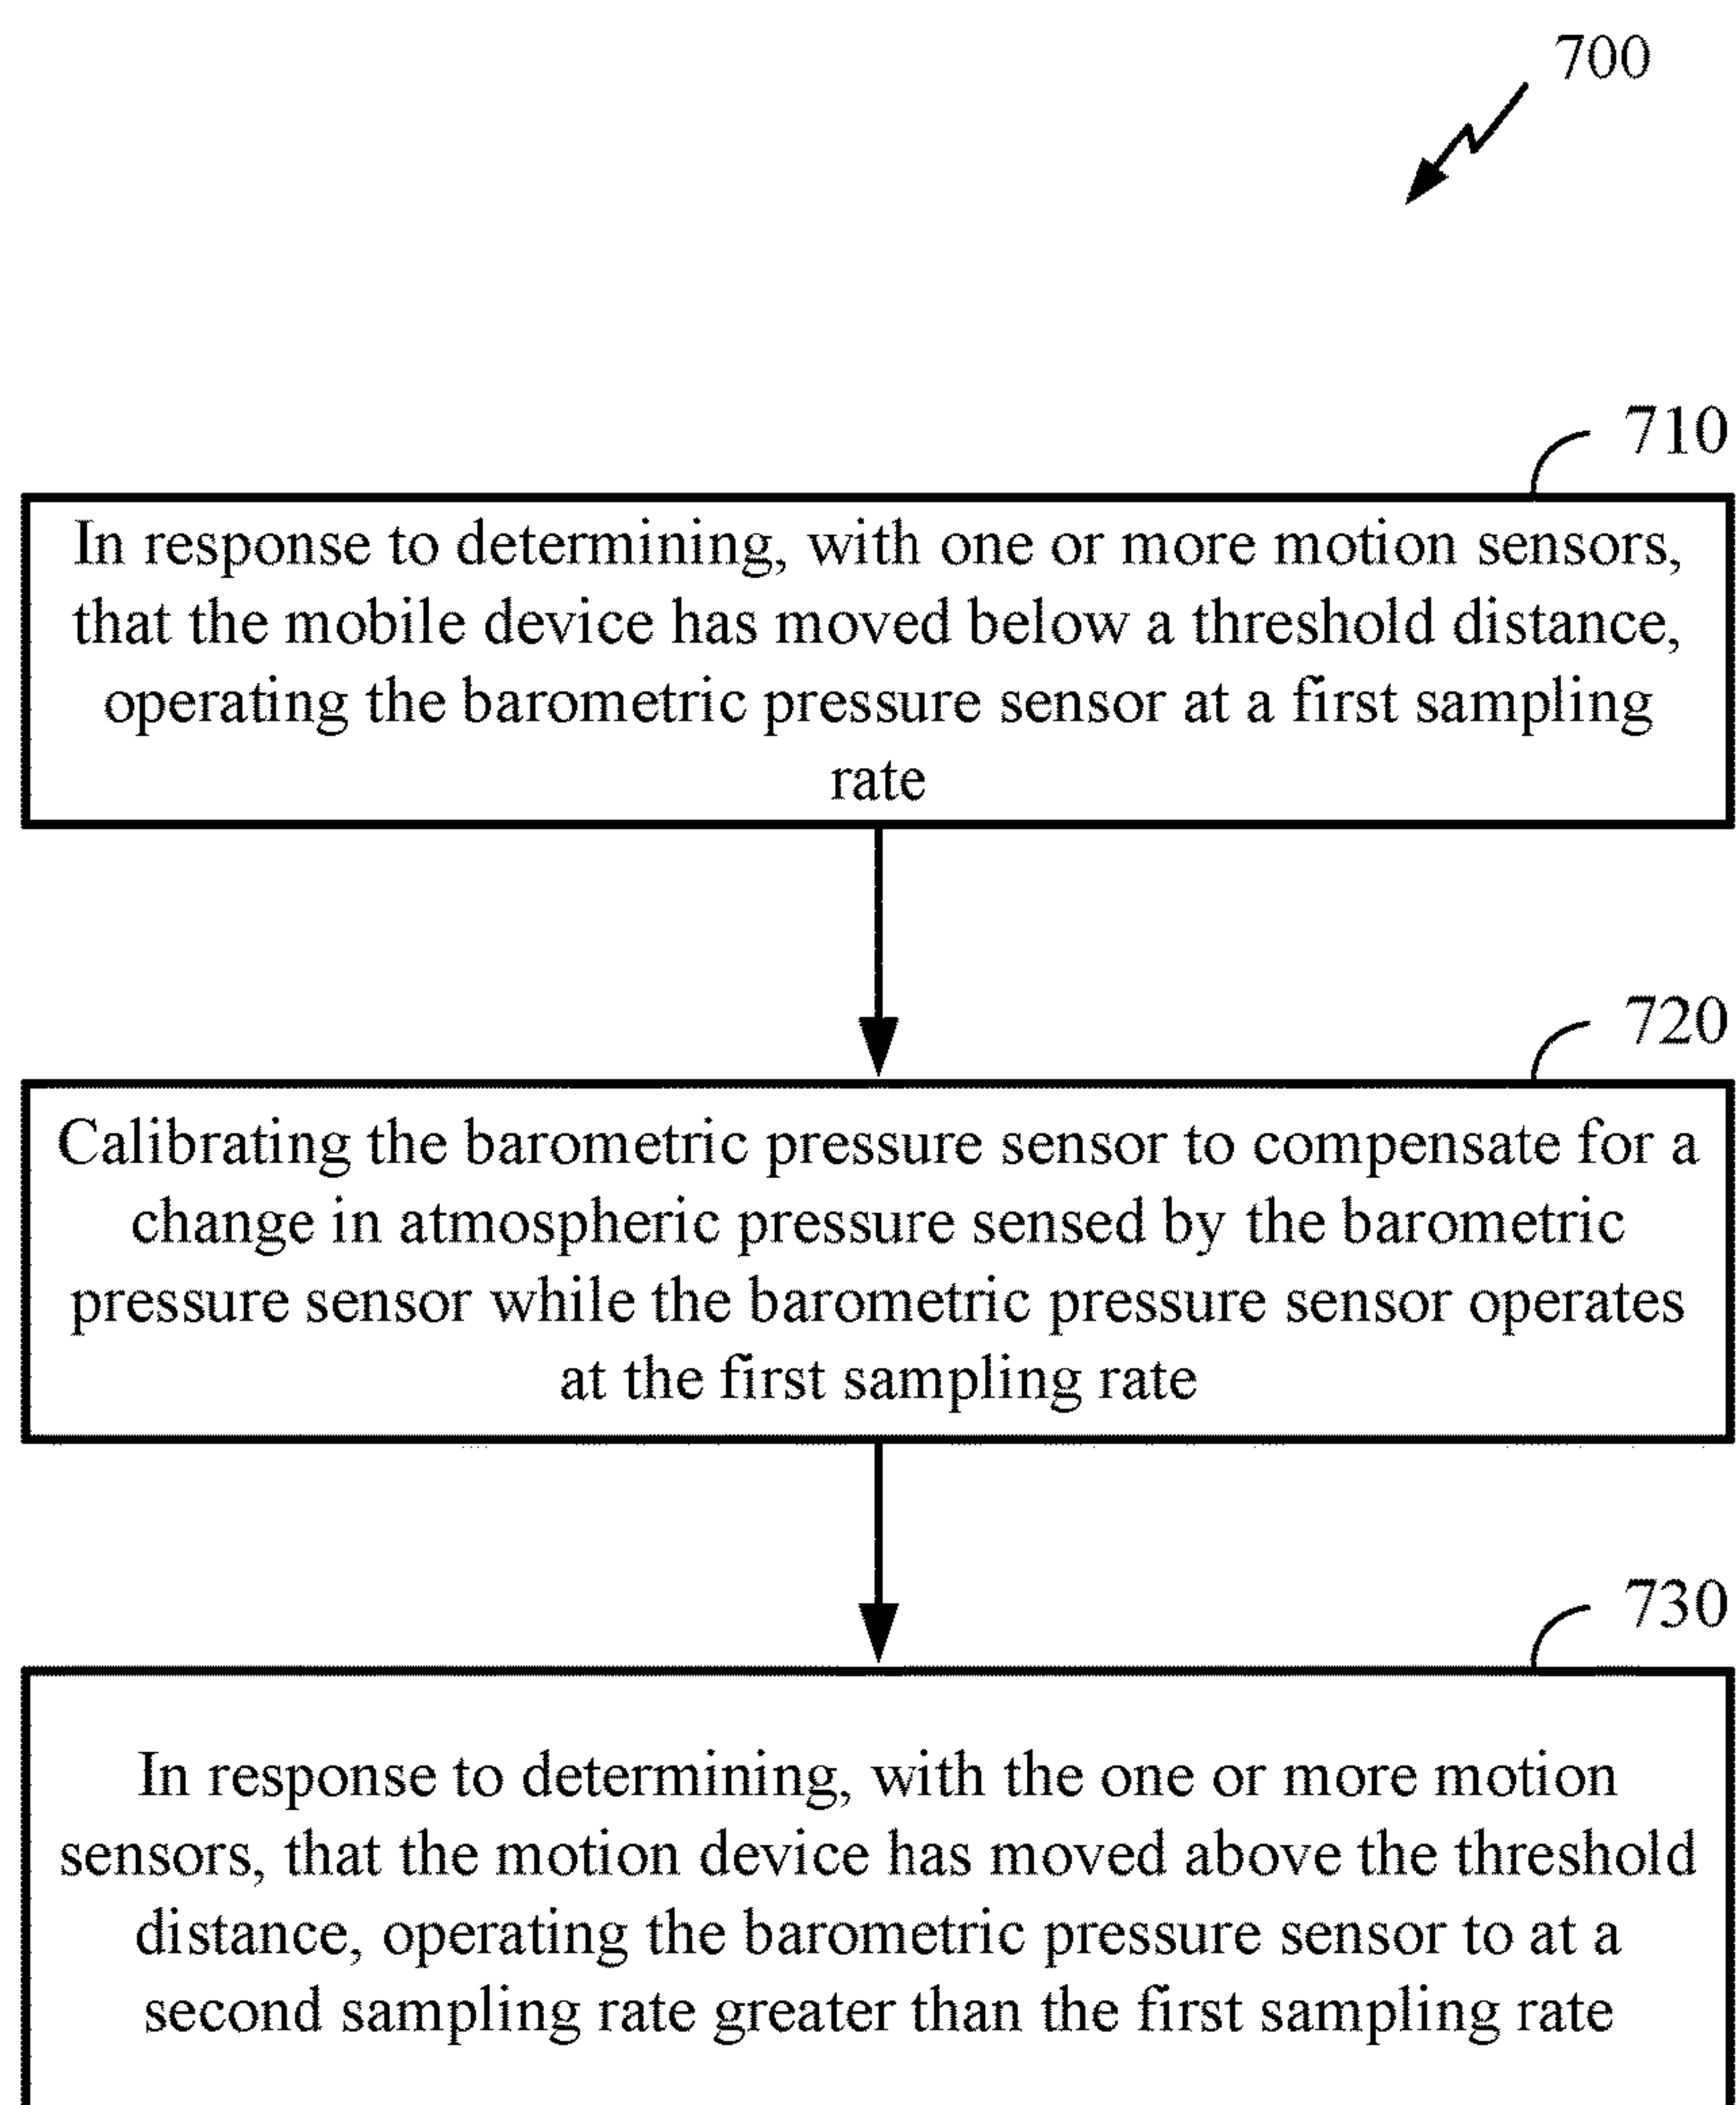 700
710
In response to determining, with one or more motion sensors,
that the mobile device has moved below a threshold distance,
operating the barometric pressure sensor at a first sampling
rate
720
Calibrating the barometric pressure sensor to compensate for a
change in atmospheric pressure sensed by the barometric
pressure sensor while the barometric pressure sensor operates
at the first sampling rate
730
In response to determining, with the one or more motion
sensors, that the motion device has moved above the threshold
distance, operating the barometric pressure sensor to at a
second sampling rate greater than the first sampling rate